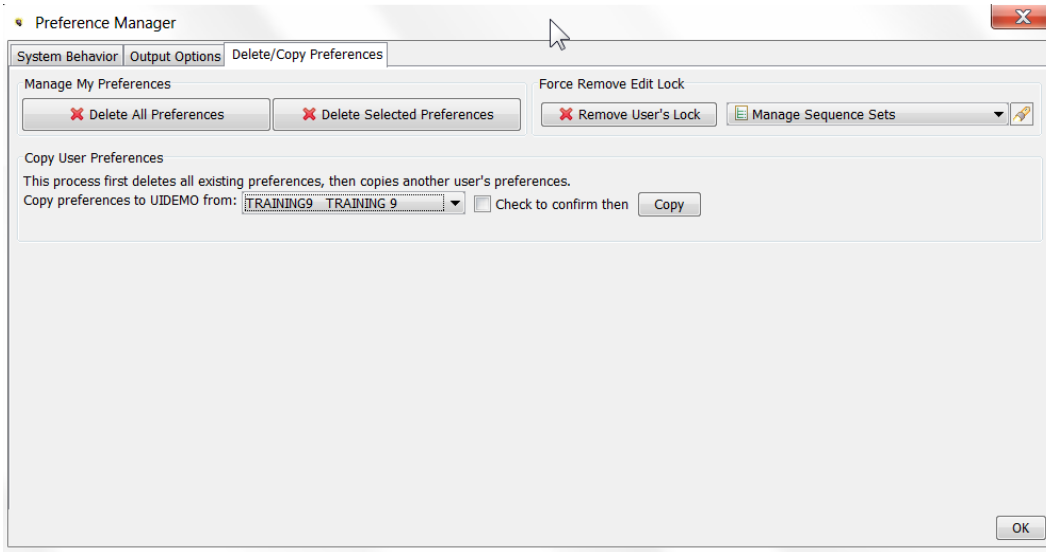 Preference Manager
System Behavior Output Options Delete/Copy Preferences
Manage My Preferences
Delete All Preferences Delete Selected Preferences
Force Remove Edit Lock
Remove User's Lock Manage Sequence Sets
Copy User Preferences
This process first deletes all existing preferences, then copies another user's preferences.
Copy preferences to UIDEMO from: TRAINING9 TRAINING 9 Check to confirm then Copy
OK